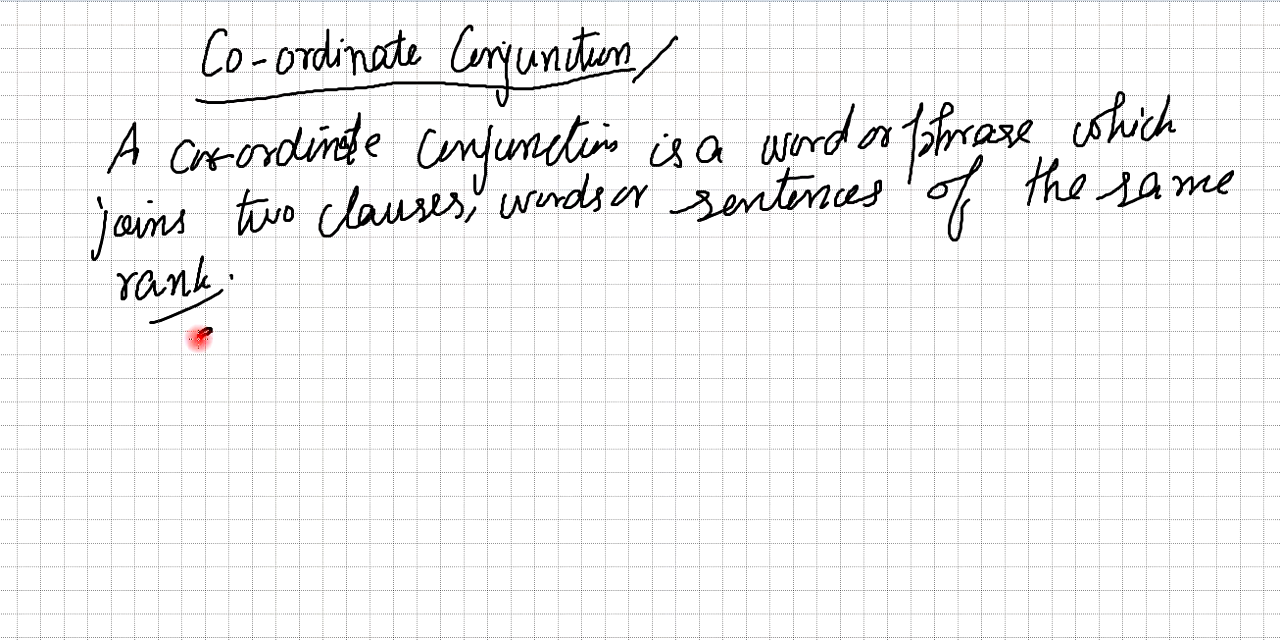 Co-ordinate Conjunction
A co-ordinate conjunction is a word or phrase which
joins two clauses, words or sentences of the same
rank.